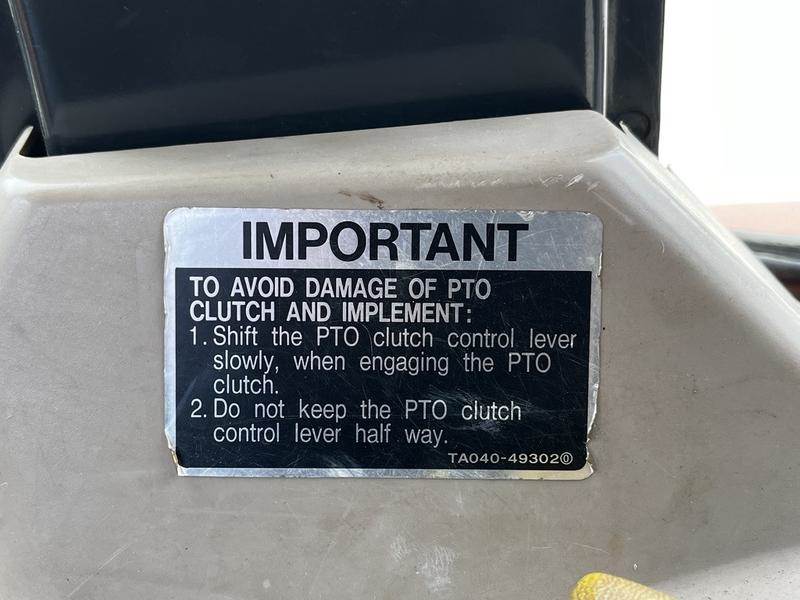 IMPORTANT
TO AVOID DAMAGE OF PTO
CLUTCH AND IMPLEMENT:
1. Shift the PTO clutch control lever
slowly, when engaging the PTO
clutch.
2. Do not keep the PTO clutch
control lever half way.
TA040-49302⓪